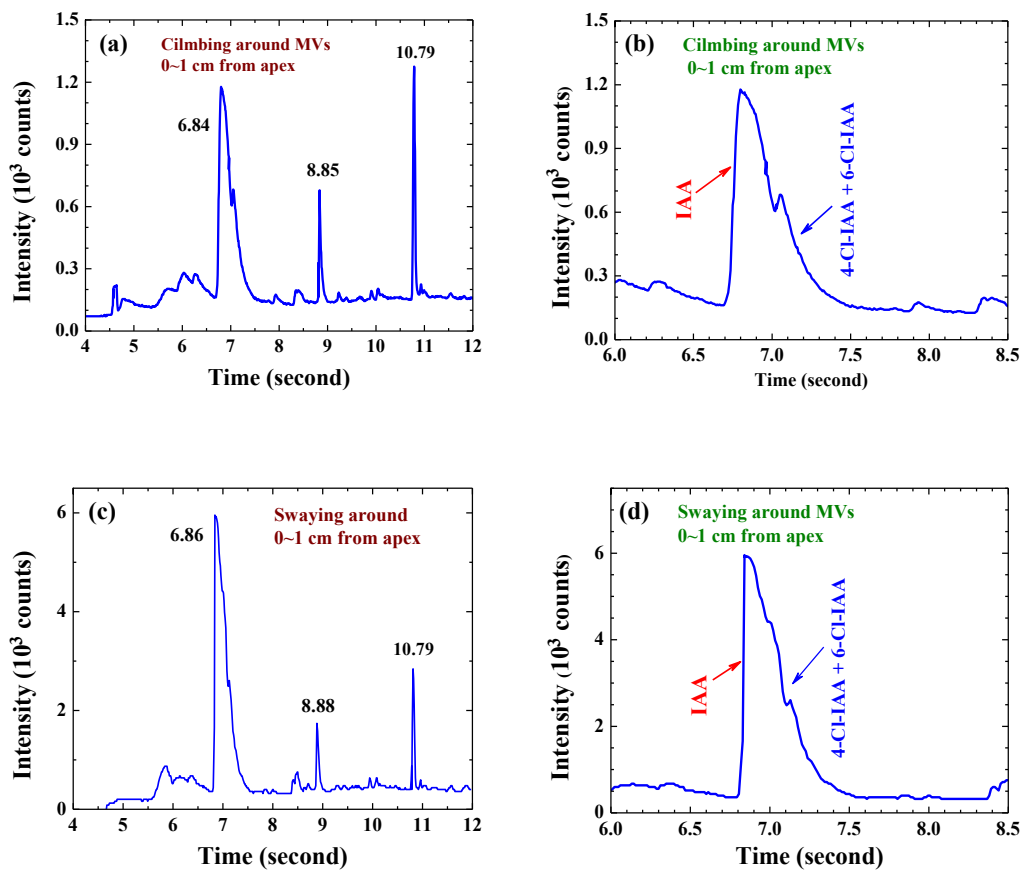 (a)
Cilmbing around MVs
0~1 cm from apex
6.84
8.85
10.79
Intensity (10³ counts)
1.5
1.2
0.9
0.6
0.3
0.0
4 5 6 7 8 9 10 11 12
Time (second)
(b)
Cilmbing around MVs
0~1 cm from apex
IAA
4-Cl-IAA + 6-Cl-IAA
Intensity (10³ counts)
1.5
1.2
0.9
0.6
0.3
0.0
6.0 6.5 7.0 7.5 8.0 8.5
Time (second)
(c)
Swaying around
0~1 cm from apex
6.86
8.88
10.79
Intensity (10³ counts)
6
4
2
0
4 5 6 7 8 9 10 11 12
Time (second)
(d)
Swaying around MVs
0~1 cm from apex
IAA
4-Cl-IAA + 6-Cl-IAA
Intensity (10³ counts)
6
4
2
0
6.0 6.5 7.0 7.5 8.0 8.5
Time (second)